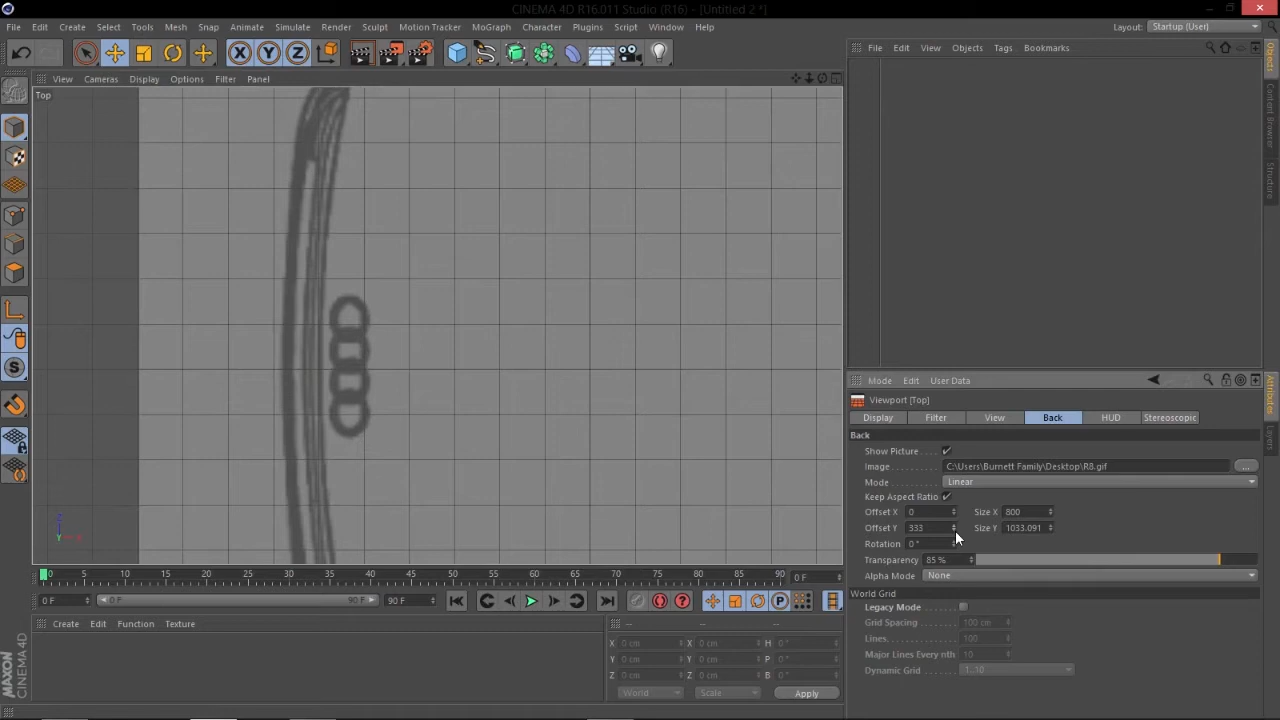 CINEMA 4D R16.011 Studio (R16) - [Untitled 2 *]
File Edit Create Select Tools Mesh Snap Animate Simulate Render Sculpt Motion Tracker MoGraph Character Plugins Script Window Help Layout: Startup (User)
X Y Z
File Edit View Objects Tags Bookmarks
View Cameras Display Options Filter Panel
Top
Objects
Content Browser
Structure
Mode Edit User Data
Viewport [Top]
Display Filter View Back HUD Stereoscopic
Back
Show Picture . . . .
Image . . . . . . . . C:\Users\Burnett Family\Desktop\R8.gif
Mode . . . . . . . . Linear
Keep Aspect Ratio
Offset X 0 Size X 800
Offset Y 333 Size Y 1033.091
Rotation 0 °
Transparency 85 %
Alpha Mode None
World Grid
Legacy Mode
Grid Spacing 100 cm
Lines. . . . . . . . . 100
Major Lines Every nth 10
Dynamic Grid 1..10
Attributes
Layers
S
Z
Y X
0 5 10 15 20 25 30 35 40 45 50 55 60 65 70 75 80 85 90 0 F
0 F 0 F 90 F 90 F
P
Create Edit Function Texture
-- -- --
X 0 cm X 0 cm H 0 °
Y 0 cm Y 0 cm P 0 °
Z 0 cm Z 0 cm B 0 °
World Scale Apply
MAXON
CINEMA 4D